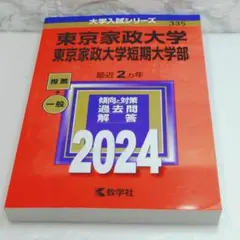 大学入試シリーズ
335
東京家政大学
東京家政大学短期大学部
最近2カ年
推薦
+
一般
傾向と対策
過去問
解答
2024
教学社